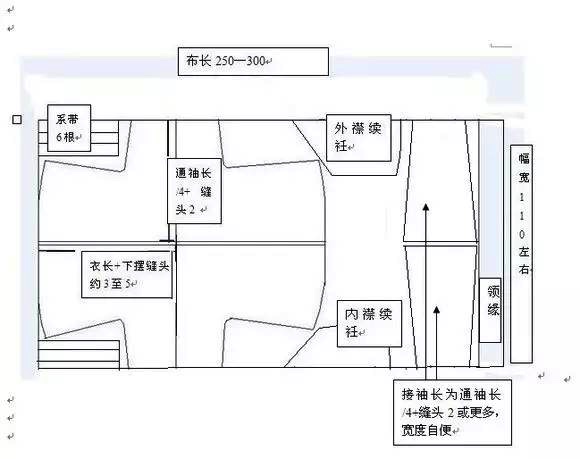 布长 250—300
系带
6根
外襟续
衽
通袖长
/4+ 缝
头 2
幅宽110左右
衣长+下摆缝头
约 3 至 5
内襟续
衽
领缘
接袖长为通袖长
/4+缝头 2 或更多,
宽度自便